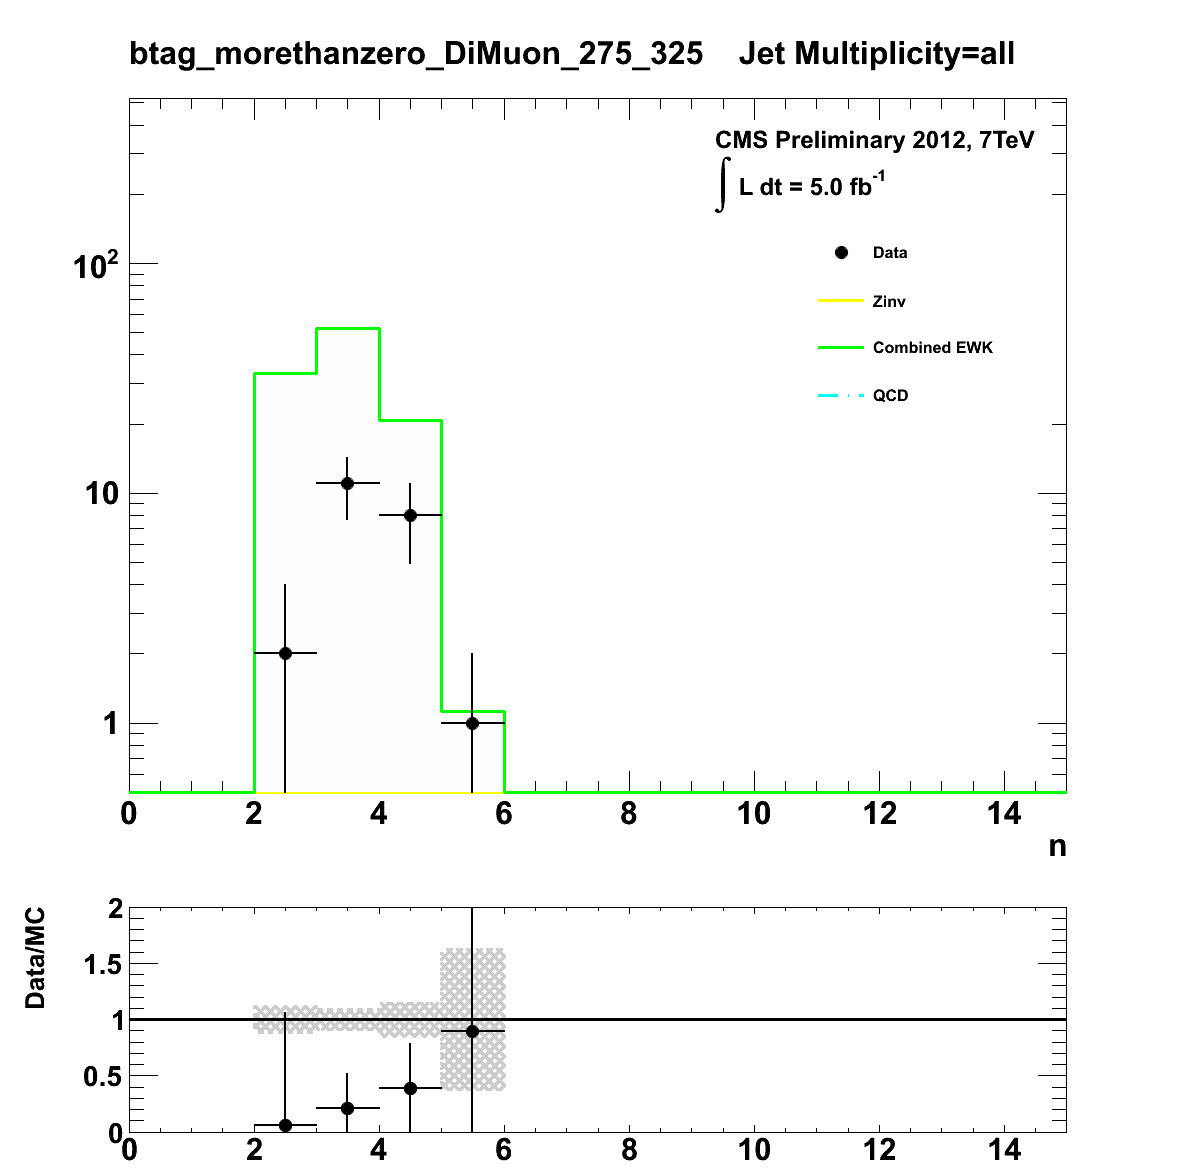 btag_morethanzero_DiMuon_275_325 Jet Multiplicity=all
CMS Preliminary 2012, 7TeV
∫ L dt = 5.0 fb⁻¹
Data
Zinv
Combined EWK
QCD
10²
10
1
0 2 4 6 8 10 12 14
n
Data/MC
2
1.5
1
0.5
0
0 2 4 6 8 10 12 14